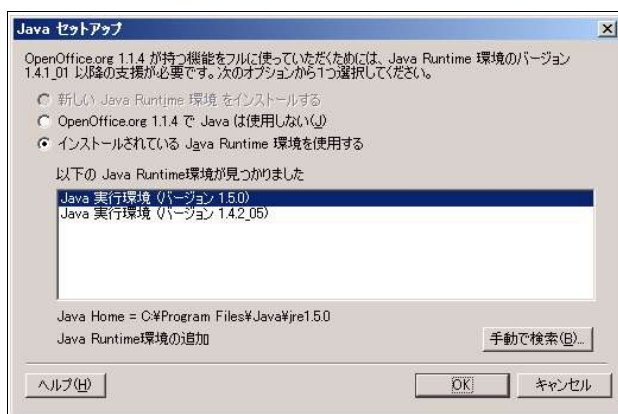 Java セットアップ
OpenOffice.org 1.1.4 が持つ機能をフルに使っていただくためには、Java Runtime 環境のバージョン
1.4.1_01 以降の支援が必要です。次のオプションから1つ選択してください。
新しい Java Runtime 環境 をインストールする
OpenOffice.org 1.1.4 で Java は使用しない(J)
インストールされている Java Runtime 環境を使用する
以下の Java Runtime環境が見つかりました
Java 実行環境 (バージョン 1.5.0)
Java 実行環境 (バージョン 1.4.2_05)
Java Home = C:¥Program Files¥Java¥jre1.5.0
Java Runtime環境の追加
手動で検索(B)...
ヘルプ(H)
OK
キャンセル